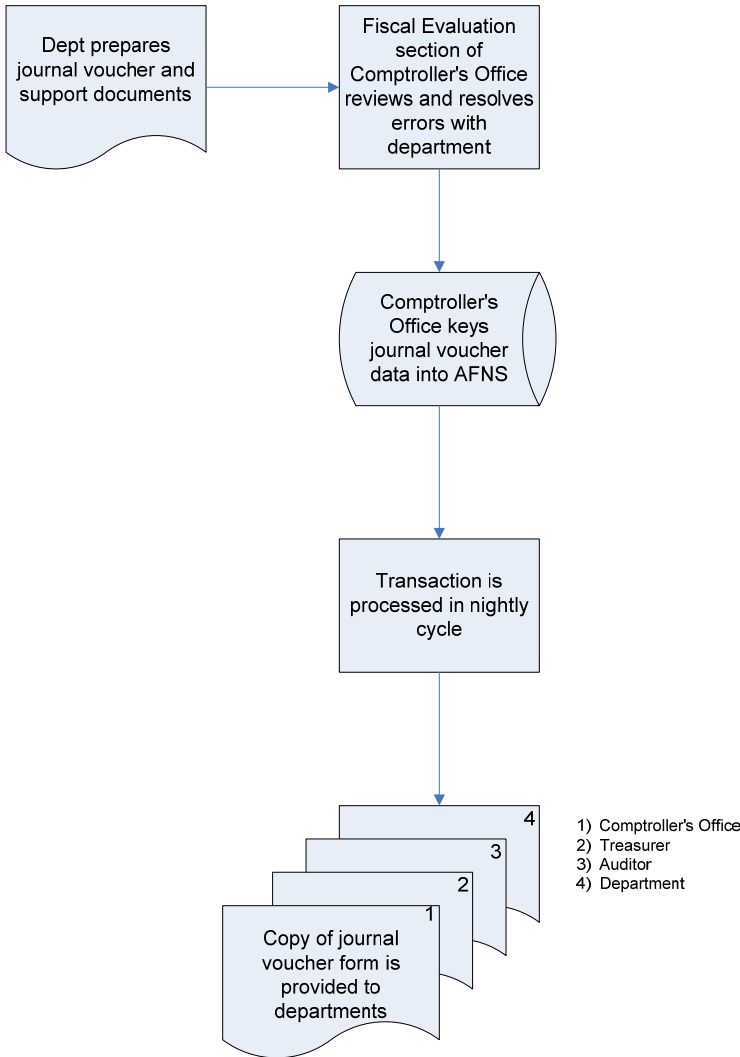 Dept prepares
journal voucher and
support documents
Fiscal Evaluation
section of
Comptroller's Office
reviews and resolves
errors with
department
Comptroller's
Office keys
journal voucher
data into AFNS
Transaction is
processed in nightly
cycle
4
3
2
1
Copy of journal
voucher form is
provided to
departments
1) Comptroller's Office
2) Treasurer
3) Auditor
4) Department